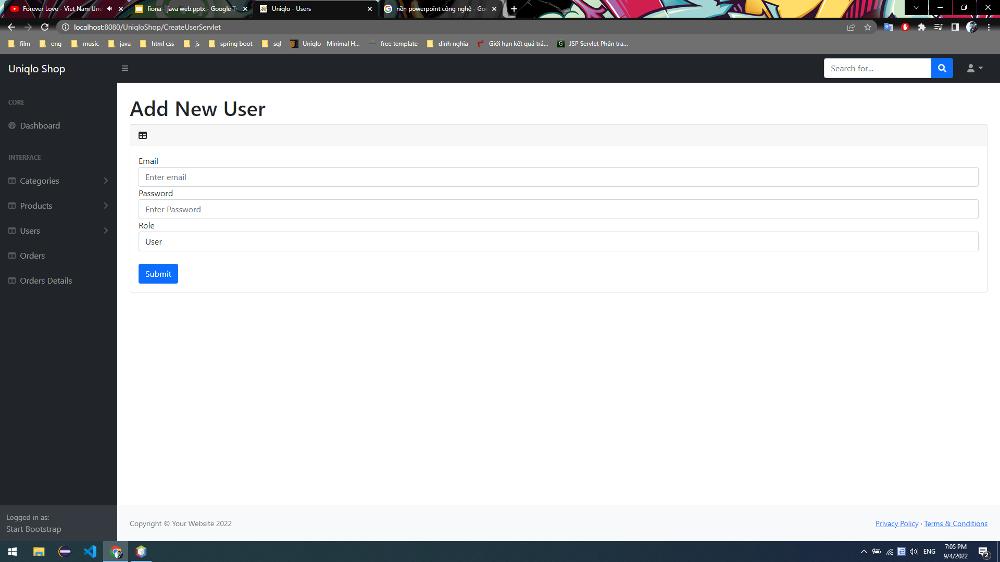 Forever Love - Viet Nam Und
fiona - java web.pptx - Google Tr
Uniqlo - Users
nền powerpoint công nghệ - Goo
localhost:8080/UniqloShop/CreateUserServlet
film
eng
music
java
html css
js
spring boot
sql
Uniqlo - Minimal H...
free template
dinh nghia
Giới hạn kết quả trả...
JSP Servlet Phân tra...
Uniqlo Shop
Search for...
CORE
Dashboard
INTERFACE
Categories
Products
Users
Orders
Orders Details
Logged in as:
Start Bootstrap
Add New User
Email
Enter email
Password
Enter Password
Role
User
Submit
Copyright © Your Website 2022
Privacy Policy · Terms & Conditions
ENG
7:05 PM
9/4/2022
2